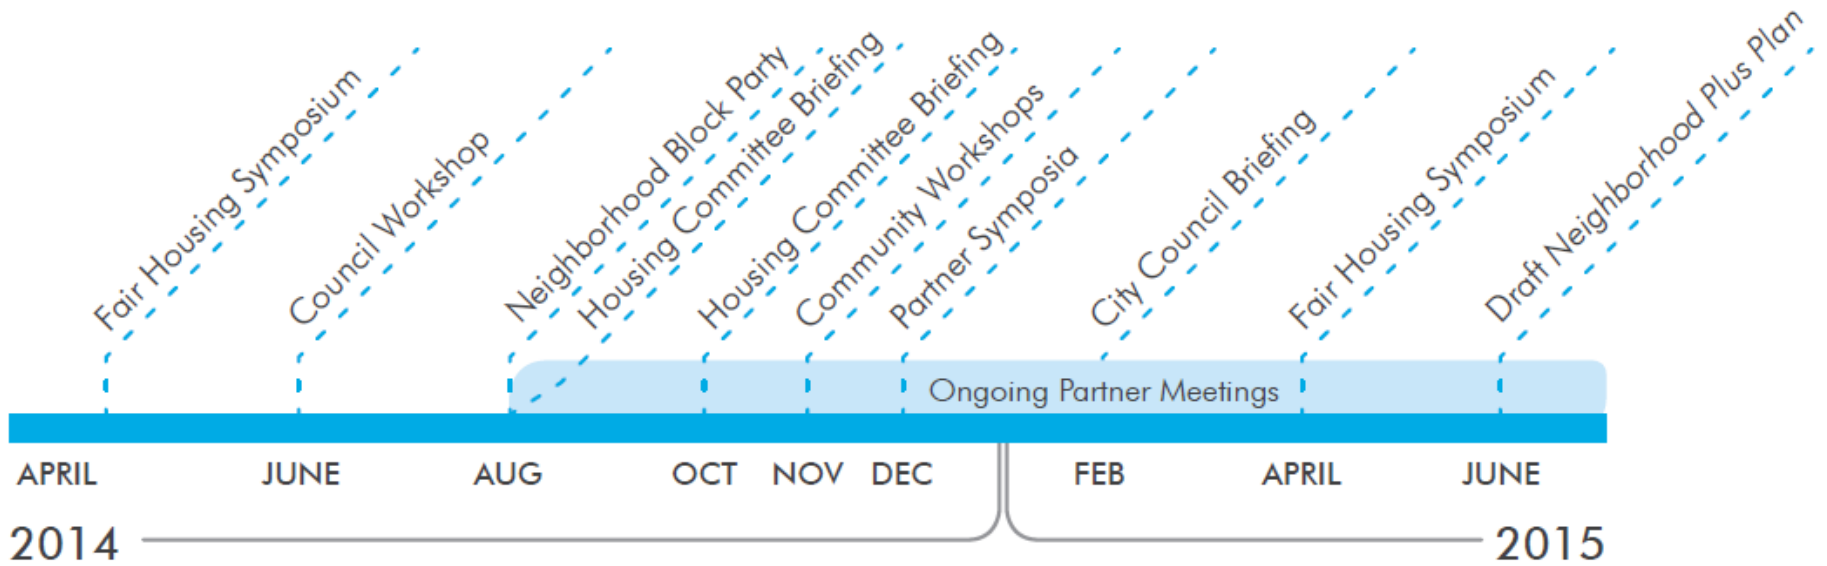 Fair Housing Symposium
Council Workshop
Neighborhood Block Party
Housing Committee Briefing
Housing Committee Briefing
Community Workshops
Partner Symposia
City Council Briefing
Fair Housing Symposium
Draft Neighborhood Plus Plan
Ongoing Partner Meetings
APRIL JUNE AUG OCT NOV DEC FEB APRIL JUNE
2014 2015